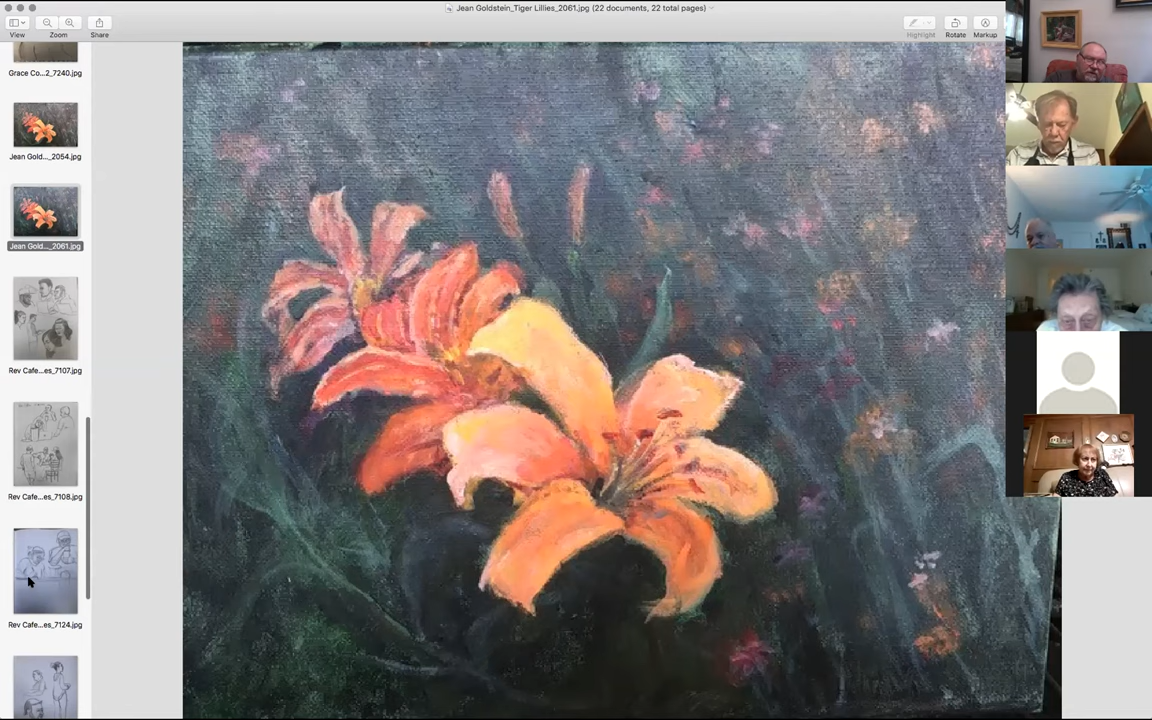 Jean Goldstein_Tiger Lillies_2061.jpg (22 documents, 22 total pages)
View
Zoom
Share
Highlight
Rotate
Markup
Grace Co...2_7240.jpg
Jean Gold..._2054.jpg
Jean Gold..._2061.jpg
Rev Cafe...es_7107.jpg
Rev Cafe...es_7108.jpg
Rev Cafe...es_7124.jpg